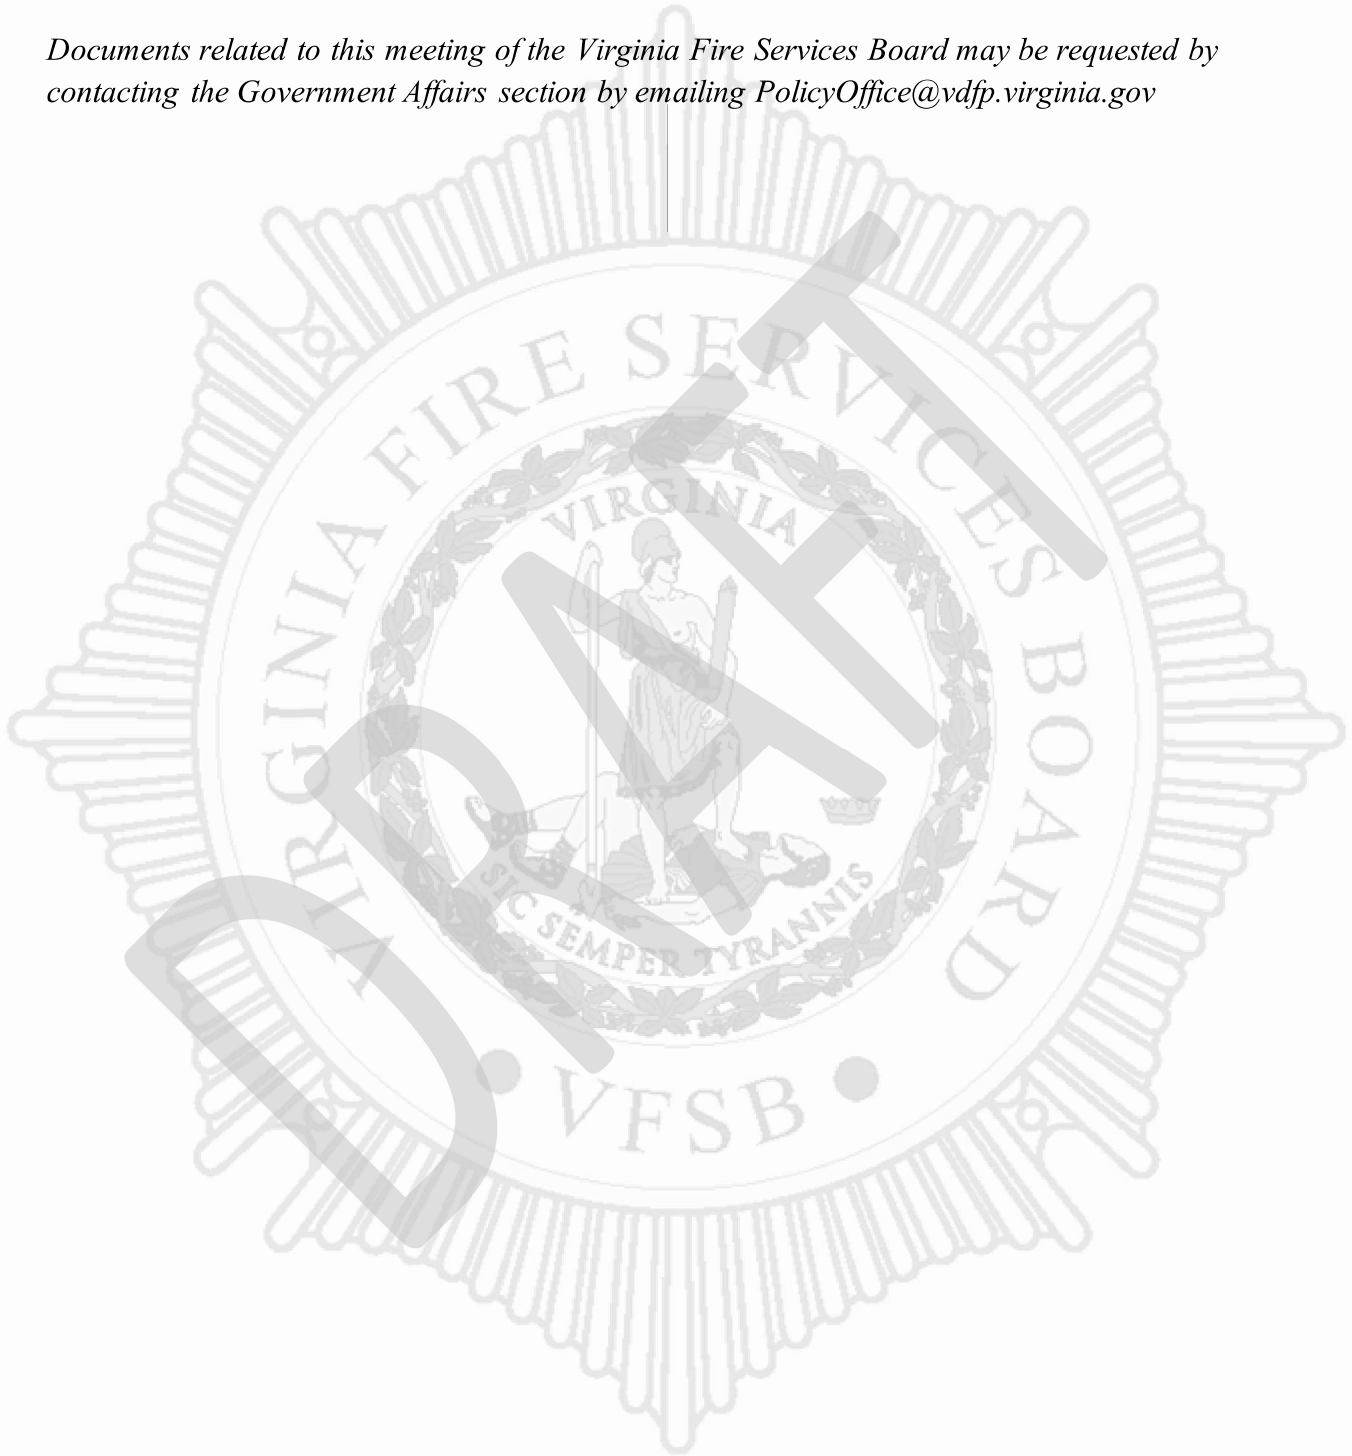 Documents related to this meeting of the Virginia Fire Services Board may be requested by
contacting the Government Affairs section by emailing PolicyOffice@vdfp.virginia.gov
VIRGINIA FIRE SERVICES BOARD
VIRGINIA
SIC SEMPER TYRANNIS
• VFSB •
DRAFT